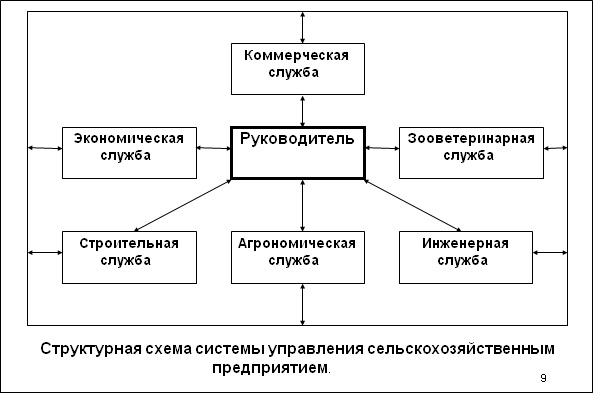 Коммерческая
служба
Экономическая
служба
Руководитель
Зооветеринарная
служба
Строительная
служба
Агрономическая
служба
Инженерная
служба
Структурная схема системы управления сельскохозяйственным
предприятием.
9